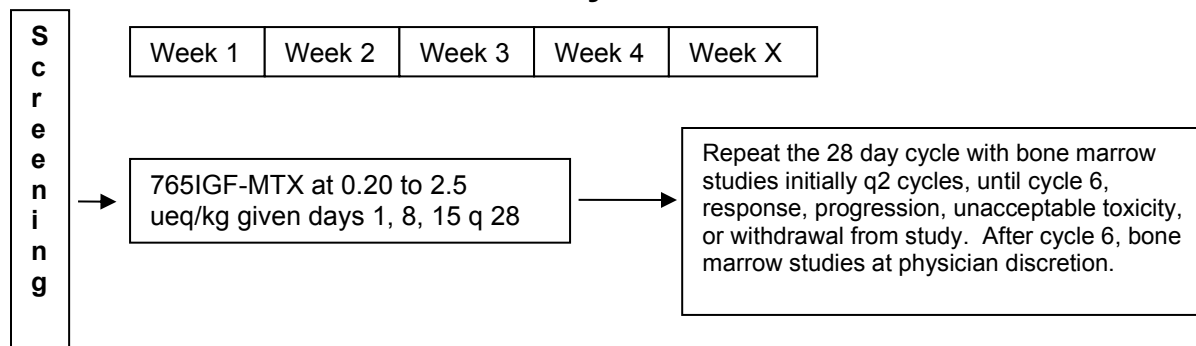 Screening
Week 1 Week 2 Week 3 Week 4 Week X
765IGF-MTX at 0.20 to 2.5
ueq/kg given days 1, 8, 15 q 28
Repeat the 28 day cycle with bone marrow
studies initially q2 cycles, until cycle 6,
response, progression, unacceptable toxicity,
or withdrawal from study. After cycle 6, bone
marrow studies at physician discretion.